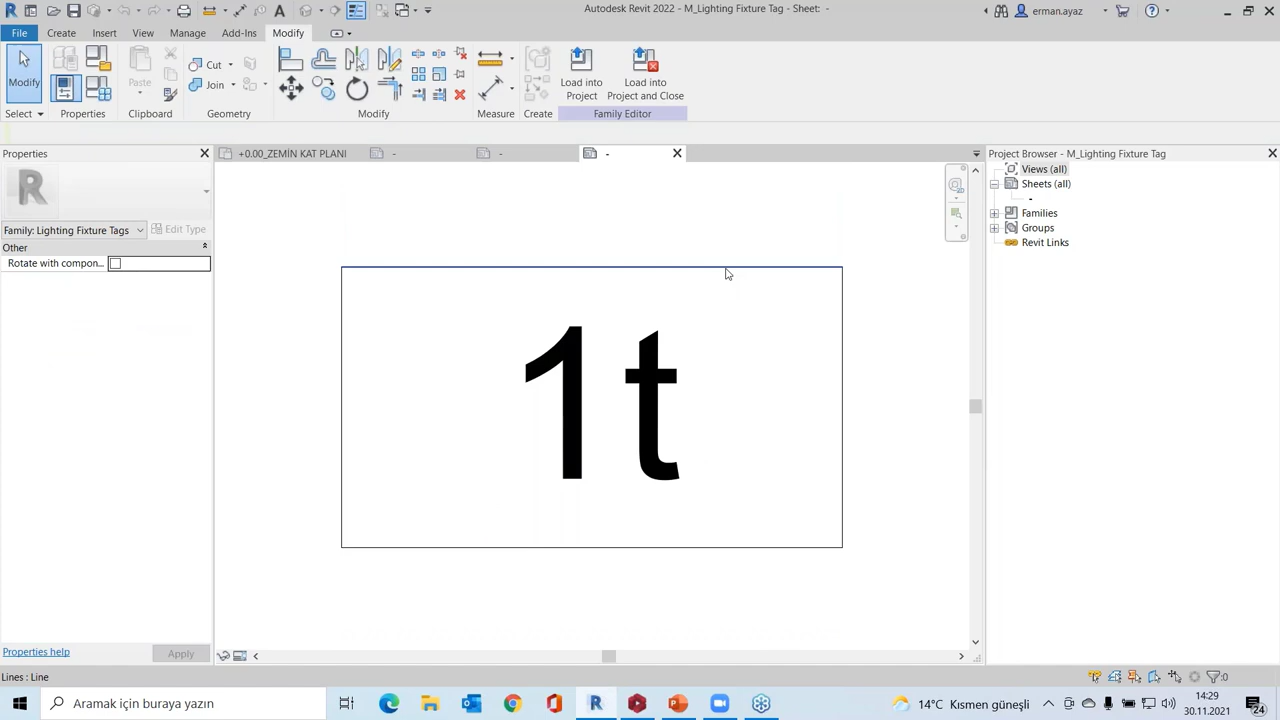 Autodesk Revit 2022 - M_Lighting Fixture Tag - Sheet: -
erman.ayaz
File Create Insert View Manage Add-Ins Modify
Modify Paste Cut Join Load into Project Load into Project and Close
Select Properties Clipboard Geometry Modify Measure Create Family Editor
Properties
+0.00_ZEMİN KAT PLANI - - -
Project Browser - M_Lighting Fixture Tag
Views (all)
Sheets (all)
-
Families
Groups
Revit Links
R
Family: Lighting Fixture Tags Edit Type
Other
Rotate with compon...
1t
Properties help Apply
Lines : Line
:0
Aramak için buraya yazın
14°C Kısmen güneşli
14:29
30.11.2021
24